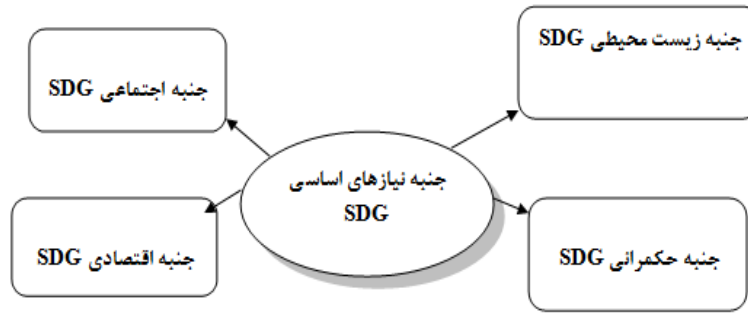 جنبه زیست محیطی SDG
جنبه اجتماعی SDG
جنبه نیازهای اساسی
SDG
جنبه حکمرانی SDG
جنبه اقتصادی SDG